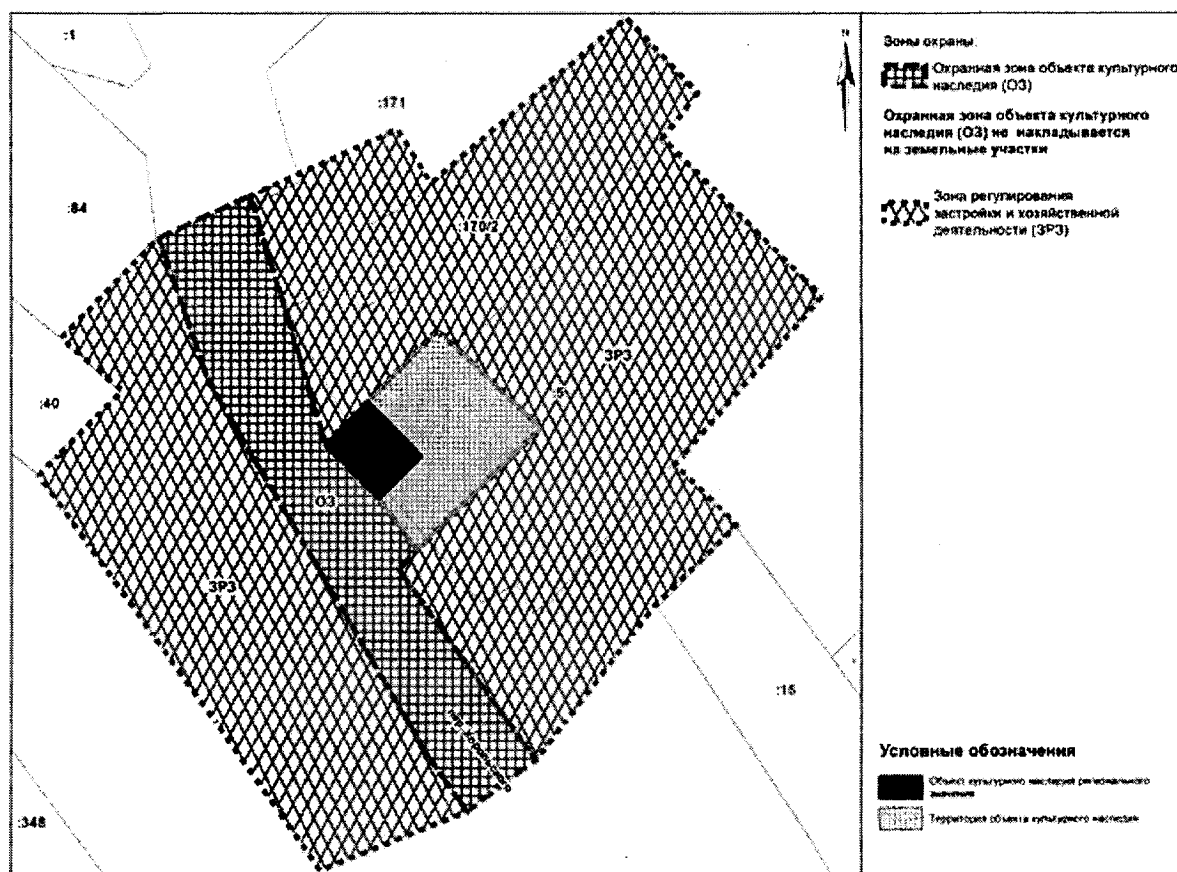 :1
:171
N
:84
:170/2
ЗРЗ
:5
:40
ОЗ
ЗРЗ
:15
:348
Зоны охраны:
Охранная зона объекта культурного
наследия (ОЗ)
Охранная зона объекта культурного
наследия (ОЗ) не накладывается
на земельные участки
Зона регулирования
застройки и хозяйственной
деятельности (ЗРЗ)
Условные обозначения
Объект культурного наследия регионального
значения
Территория объекта культурного наследия